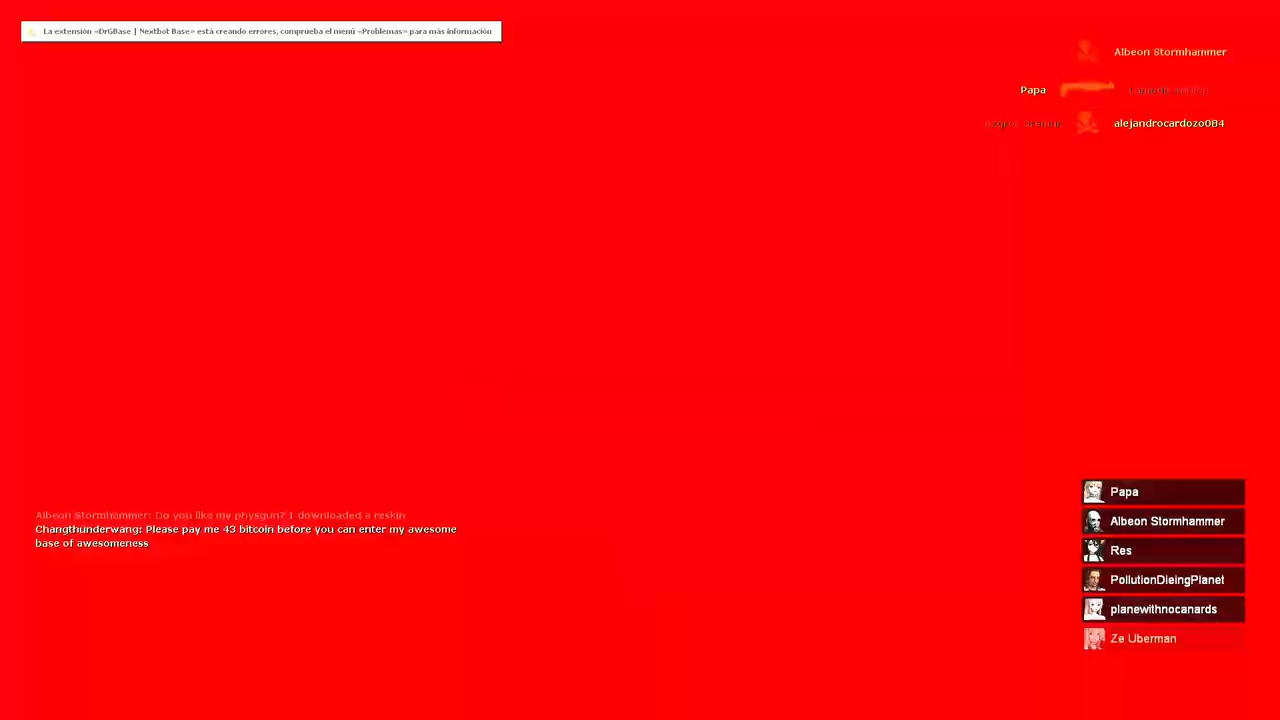 La extensión «DrGBase | Nextbot Base» está creando errores, comprueba el menú «Problemas» para más información
Albeon Stormhammer
Papa
alejandrocardozo084
Albeon Stormhammer: Do you like my physgun? I downloaded a reskin
Changthunderwang: Please pay me 43 bitcoin before you can enter my awesome
base of awesomeness
Papa
Albeon Stormhammer
Res
PollutionDieingPlanet
planewithnocanards
Ze Uberman